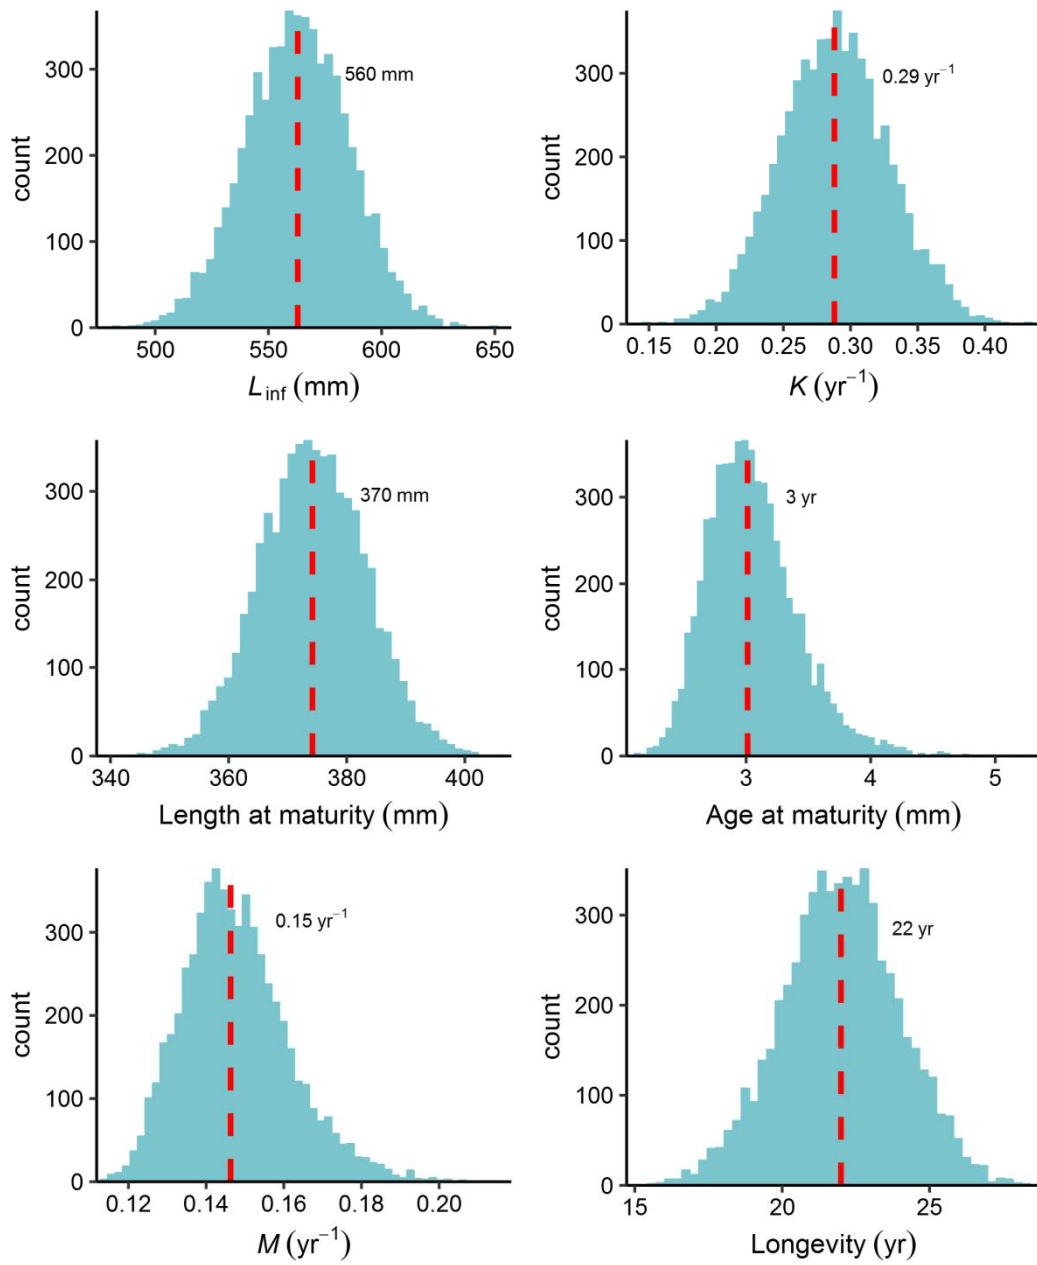 300
200
100
0
count
560 mm
500
550
600
650
L inf (mm)
300
200
100
0
count
0.29 yr⁻¹
0.15
0.20
0.25
0.30
0.35
0.40
K (yr⁻¹)
300
200
100
0
count
370 mm
340
360
380
400
Length at maturity (mm)
300
200
100
0
count
3 yr
3
4
5
Age at maturity (mm)
300
200
100
0
count
0.15 yr⁻¹
0.12
0.14
0.16
0.18
0.20
M (yr⁻¹)
300
200
100
0
count
22 yr
15
20
25
Longevity (yr)